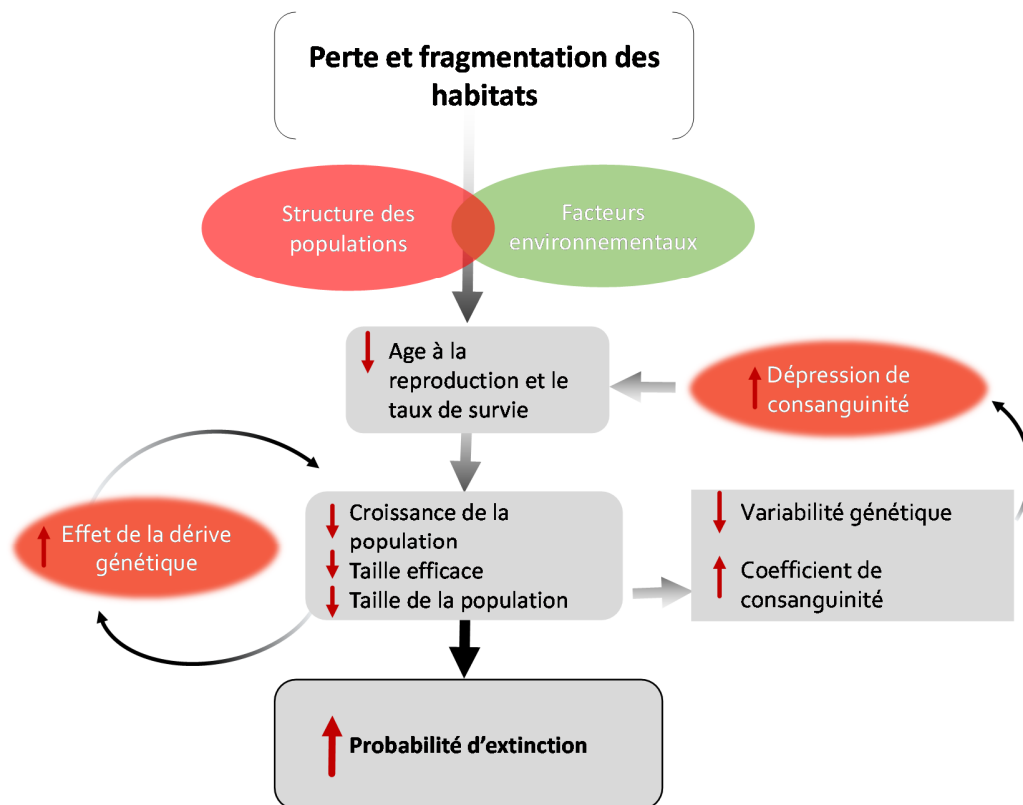 Perte et fragmentation des
habitats
Structure des
populations
Facteurs
environnementaux
Age à la
reproduction et le
taux de survie
Dépression de
consanguinité
Effet de la dérive
génétique
Croissance de la
population
Taille efficace
Taille de la population
Variabilité génétique
Coefficient de
consanguinité
Probabilité d'extinction